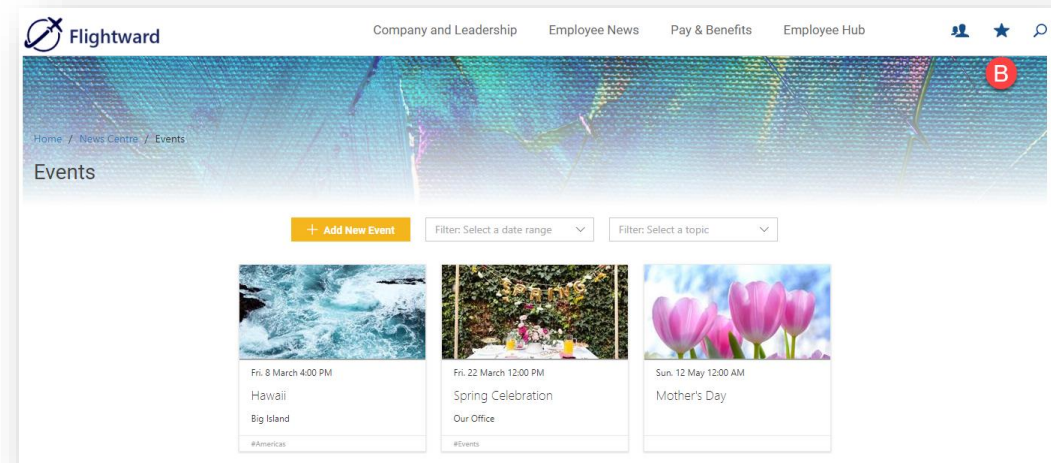 Flightward
Company and Leadership Employee News Pay & Benefits Employee Hub
B
Home / News Centre / Events
Events
+ Add New Event Filter: Select a date range Filter: Select a topic
SPRING
Fri. 8 March 4:00 PM Fri. 22 March 12:00 PM Sun. 12 May 12:00 AM
Hawaii Spring Celebration Mother's Day
Big Island Our Office
#Americas #Events